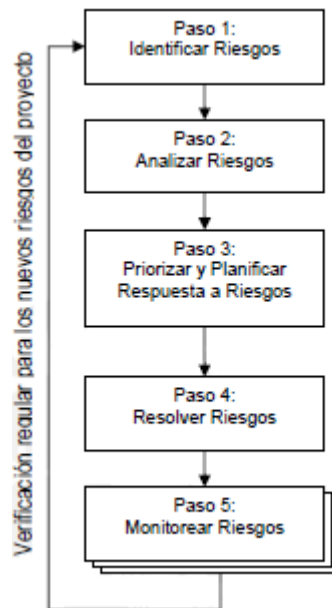 Paso 1:
Identificar Riesgos
Paso 2:
Analizar Riesgos
Paso 3:
Priorizar y Planificar
Respuesta a Riesgos
Paso 4:
Resolver Riesgos
Paso 5:
Monitorear Riesgos
Verificación regular para los nuevos riesgos del proyecto